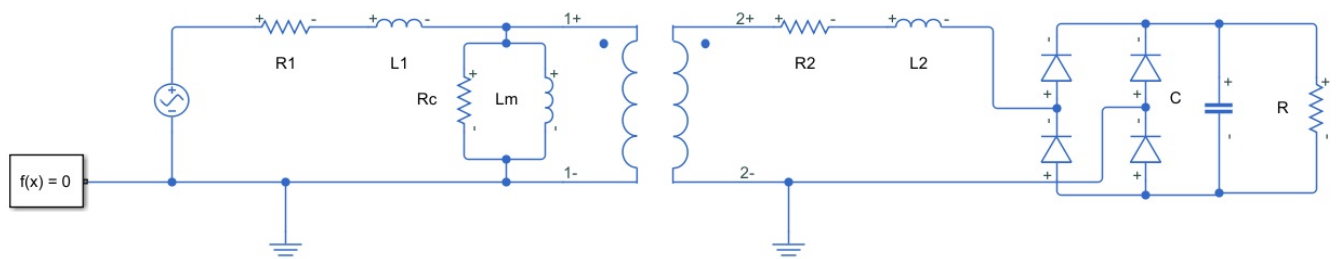 1+
2+
R1
L1
R2
L2
Rc
Lm
C
R
1-
2-
f(x) = 0